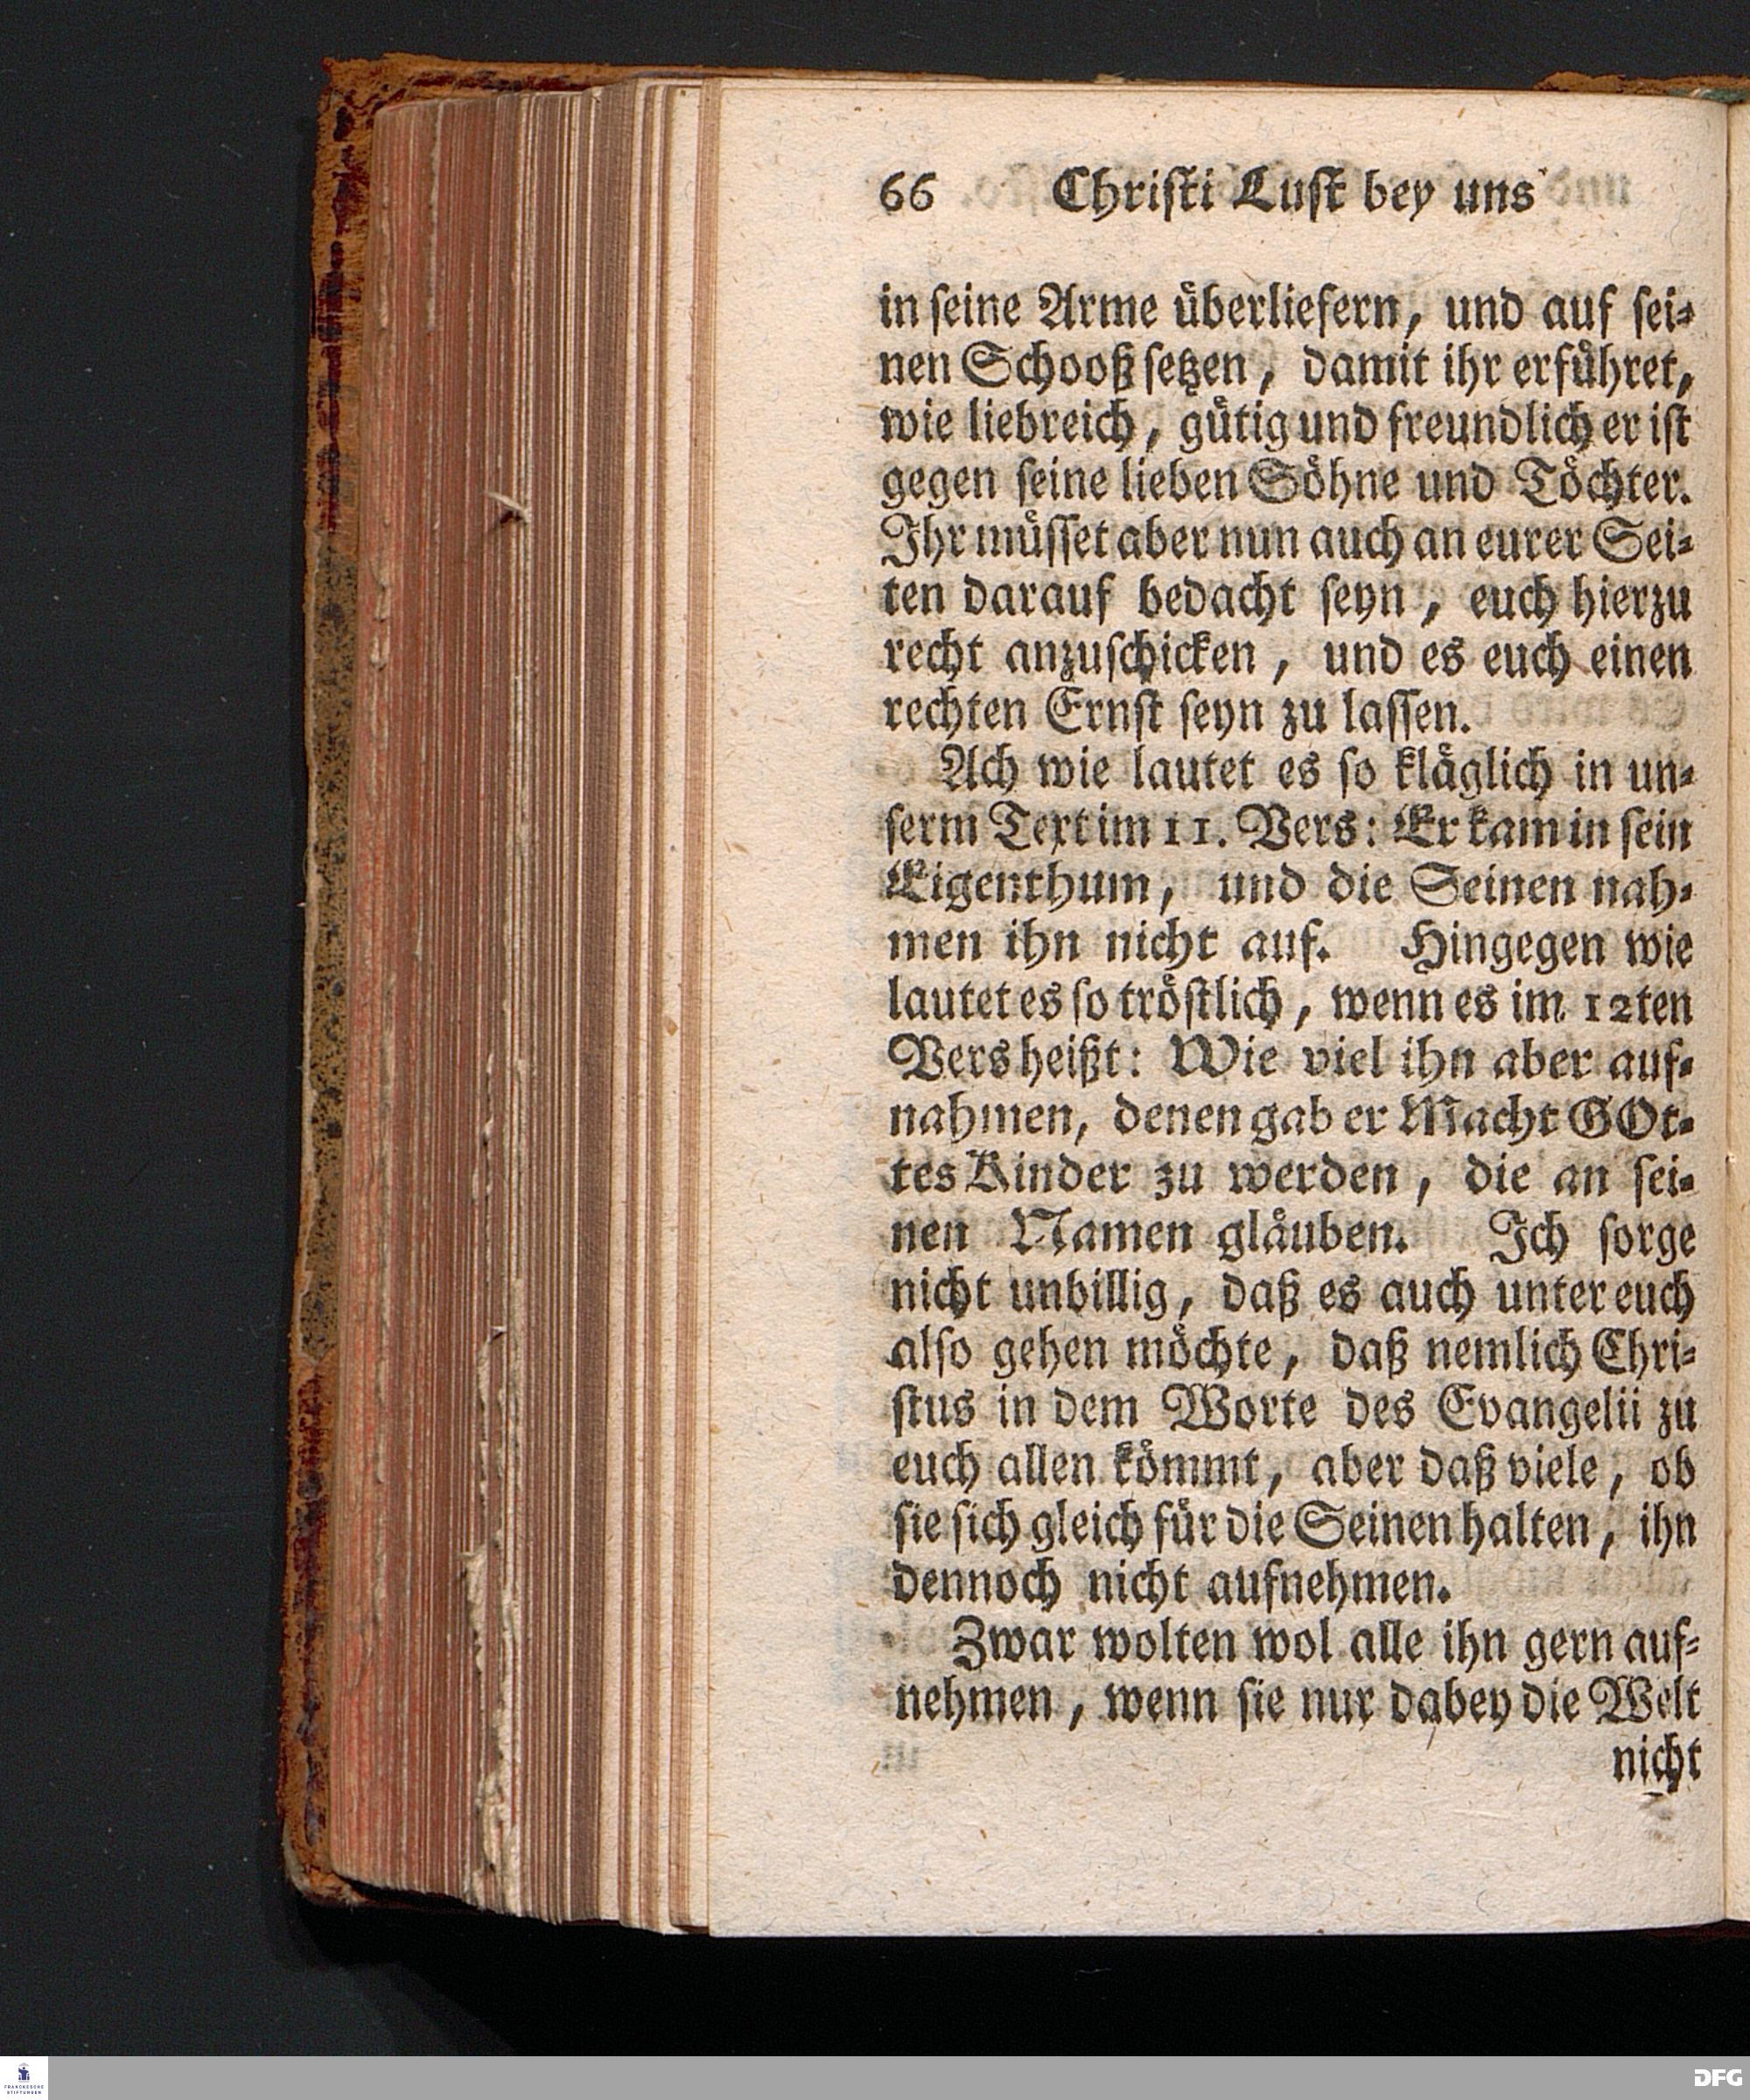 66 Christi Lust bey uns
in seine Arme überliefern, und auf sei-
nen Schooß setzen, damit ihr erführet,
wie liebreich, gütig und freundlich er ist
gegen seine lieben Söhne und Töchter.
Ihr müsset aber nun auch an eurer Sei-
ten darauf bedacht seyn, euch hierzu
recht anzuschicken, und es euch einen
rechten Ernst seyn zu lassen.
Ach wie lautet es so kläglich in un-
serm Text im 11. Vers: Er kam in sein
Eigenthum, und die Seinen nah-
men ihn nicht auf. Hingegen wie
lautet es so tröstlich, wenn es im 12ten
Vers heißt: Wie viel ihn aber auf-
nahmen, denen gab er Macht GOt-
tes Kinder zu werden, die an sei-
nen Namen gläuben. Ich sorge
nicht unbillig, daß es auch unter euch
also gehen möchte, daß nemlich Chri-
stus in dem Worte des Evangelii zu
euch allen kömmt, aber daß viele, ob
sie sich gleich für die Seinen halten, ihn
dennoch nicht aufnehmen.
Zwar wolten wol alle ihn gern auf-
nehmen, wenn sie nur dabey die Welt
nicht
FRANCKESCHE
STIFTUNGEN
DFG